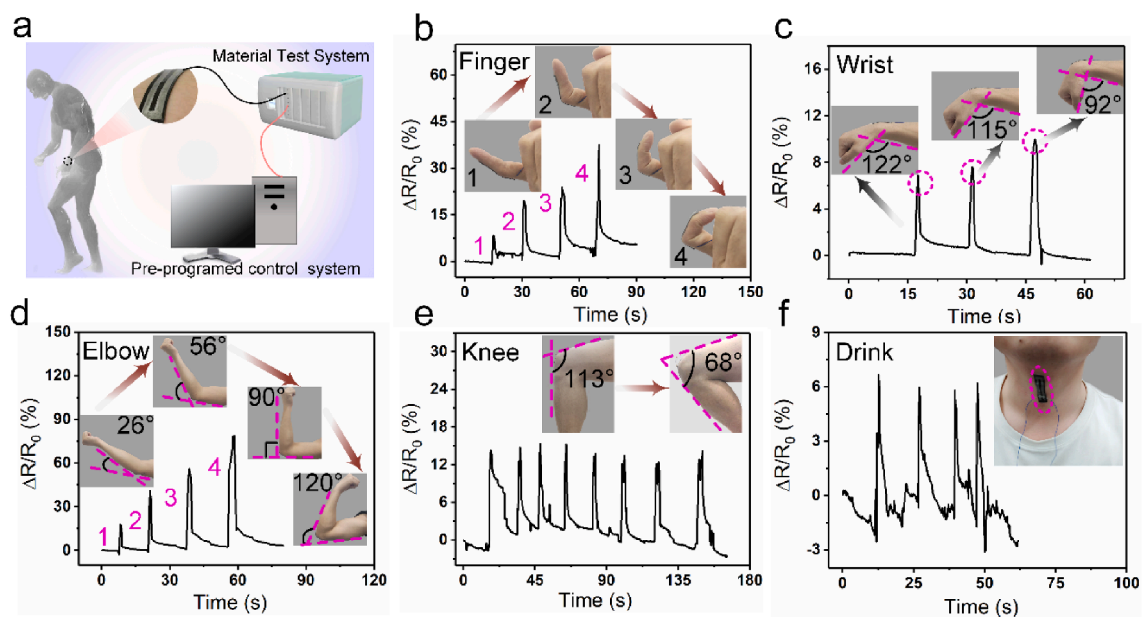 a
Material Test System
Pre-programed control system
b
Finger
ΔR/R₀ (%)
60
45
30
15
0
1
2
3
4
1
2
3
4
0 30 60 90 120 150
Time (s)
c
Wrist
ΔR/R₀ (%)
16
12
8
4
0
122°
115°
92°
0 15 30 45 60
Time (s)
d
Elbow
ΔR/R₀ (%)
150
125
100
75
50
25
0
26°
56°
90°
120°
1
2
3
4
0 30 60 90 120
Time (s)
e
Knee
ΔR/R₀ (%)
30
24
18
12
6
0
113°
68°
0 45 90 135 180
Time (s)
f
Drink
ΔR/R₀ (%)
9
6
3
0
-3
0 25 50 75 100
Time (s)